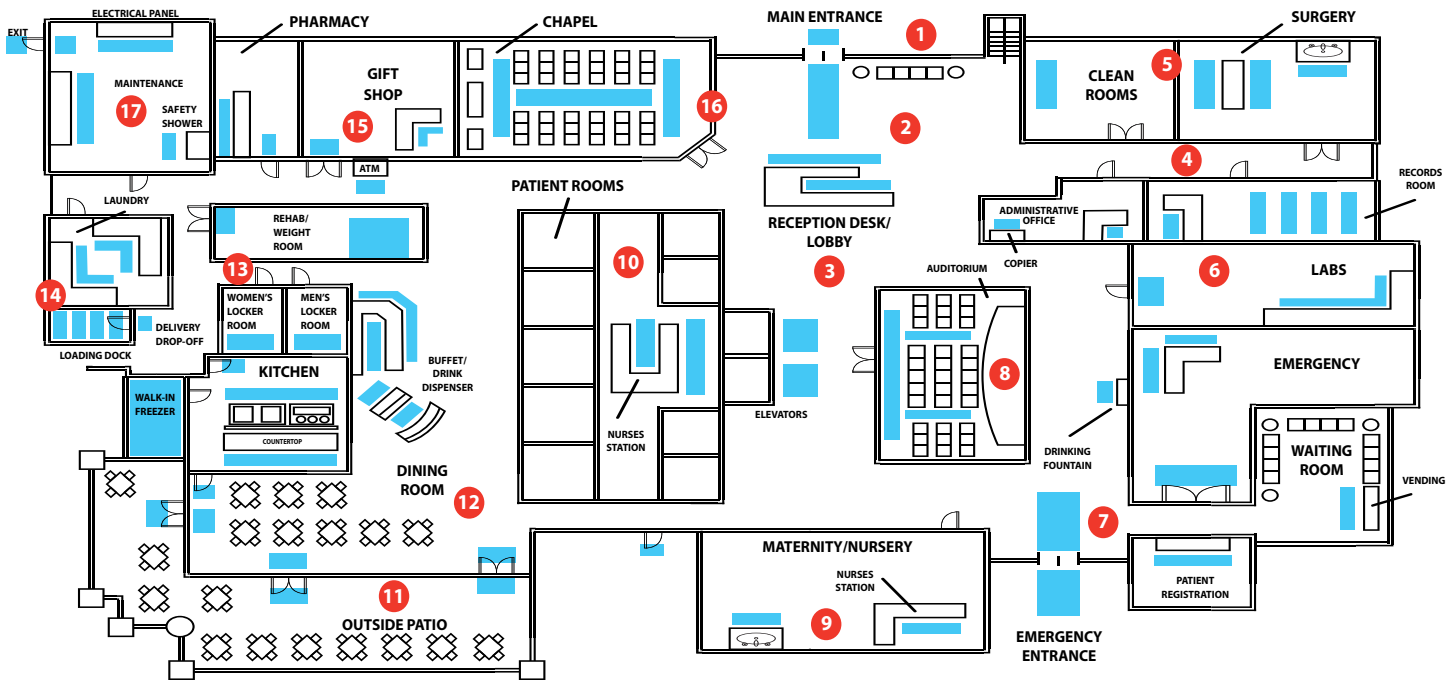 ELECTRICAL PANEL
EXIT
PHARMACY
CHAPEL
MAIN ENTRANCE
1
SURGERY
MAINTENANCE
17
SAFETY
SHOWER
GIFT
SHOP
15
16
2
CLEAN
ROOMS
5
4
ATM
RECORDS
ROOM
LAUNDRY
PATIENT ROOMS
REHAB/
WEIGHT
ROOM
RECEPTION DESK/
LOBBY
ADMINISTRATIVE
OFFICE
COPIER
10
3
13
14
AUDITORIUM
6
LABS
WOMEN'S
LOCKER
ROOM
MEN'S
LOCKER
ROOM
DELIVERY
DROP-OFF
LOADING DOCK
BUFFET/
DRINK
DISPENSER
KITCHEN
WALK-IN
FREEZER
COUNTERTOP
8
EMERGENCY
ELEVATORS
NURSES
STATION
DRINKING
FOUNTAIN
WAITING
ROOM
VENDING
DINING
ROOM
12
7
MATERNITY/NURSERY
NURSES
STATION
PATIENT
REGISTRATION
11
OUTSIDE PATIO
9
EMERGENCY
ENTRANCE